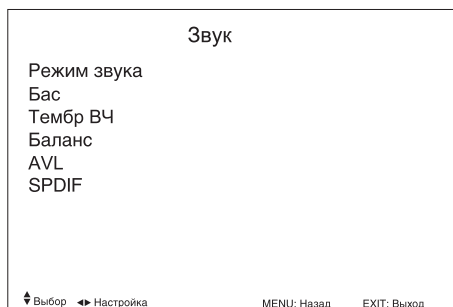 Звук
Режим звука
Бас
Тембр ВЧ
Баланс
AVL
SPDIF
Выбор Настройка MENU: Назад EXIT: Выход